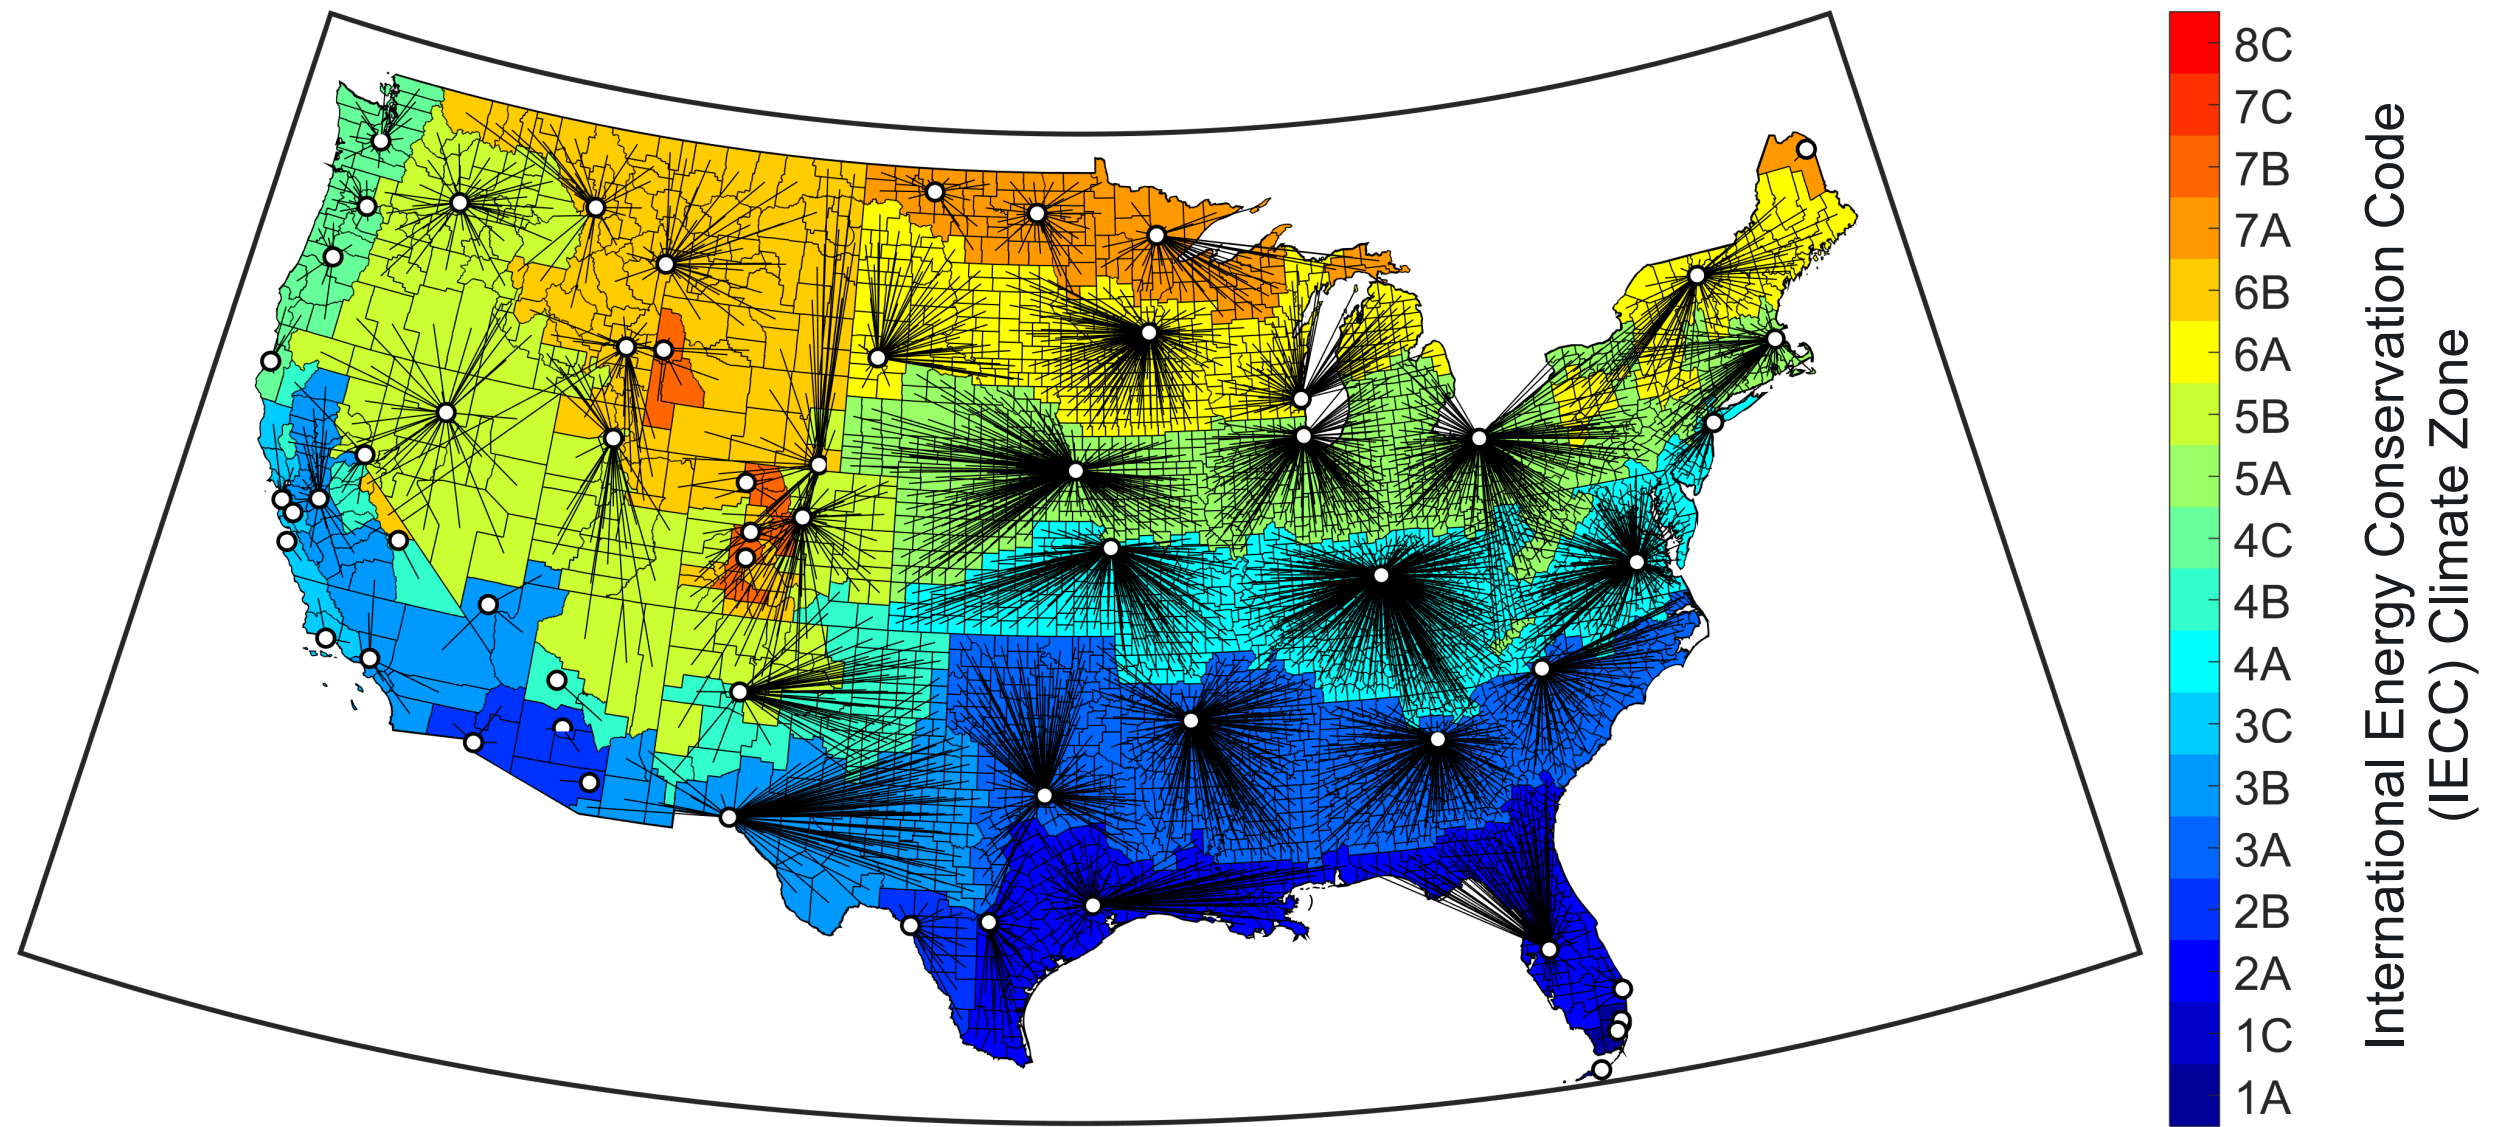 8C
7C
7B
7A
6B
6A
5B
5A
4C
4B
4A
3C
3B
3A
2B
2A
1C
1A
International Energy Conservation Code
(IECC) Climate Zone